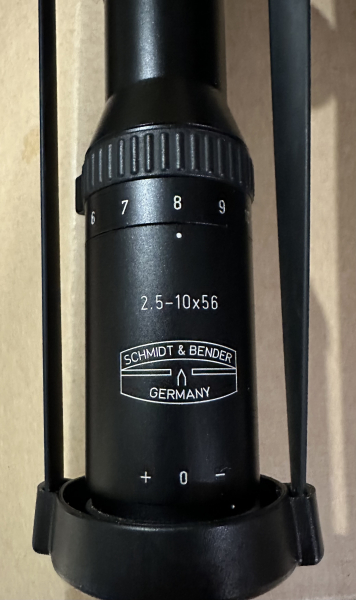 6 7 8 9
2.5-10x56
SCHMIDT & BENDER
GERMANY
+ 0 -